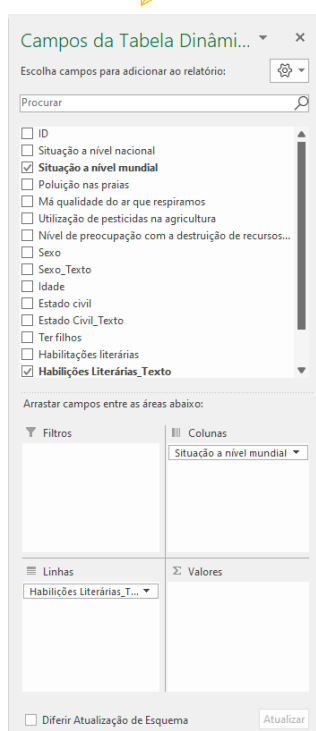 Campos da Tabela Dinâmi...
Escolha campos para adicionar ao relatório:
Procurar
ID
Situação a nível nacional
Situação a nível mundial
Poluição nas praias
Má qualidade do ar que respiramos
Utilização de pesticidas na agricultura
Nível de preocupação com a destruição de recursos...
Sexo
Sexo_Texto
Idade
Estado civil
Estado Civil_Texto
Ter filhos
Habilitações literárias
Habilições Literárias_Texto
Arrastar campos entre as áreas abaixo:
Filtros
Colunas
Situação a nível mundial
Linhas
Σ Valores
Habilições Literárias_T...
Diferir Atualização de Esquema
Atualizar